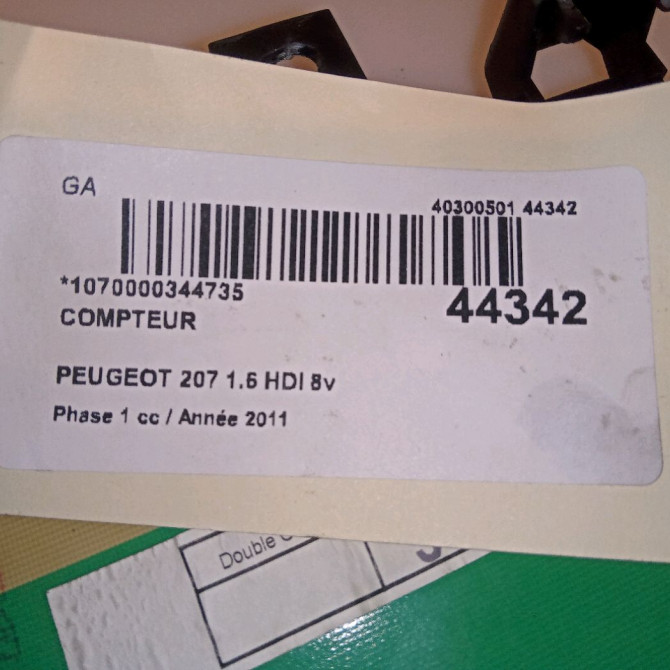 GA
40300501 44342
*1070000344735
44342
COMPTEUR
PEUGEOT 207 1.6 HDI 8v
Phase 1 cc / Année 2011
Double